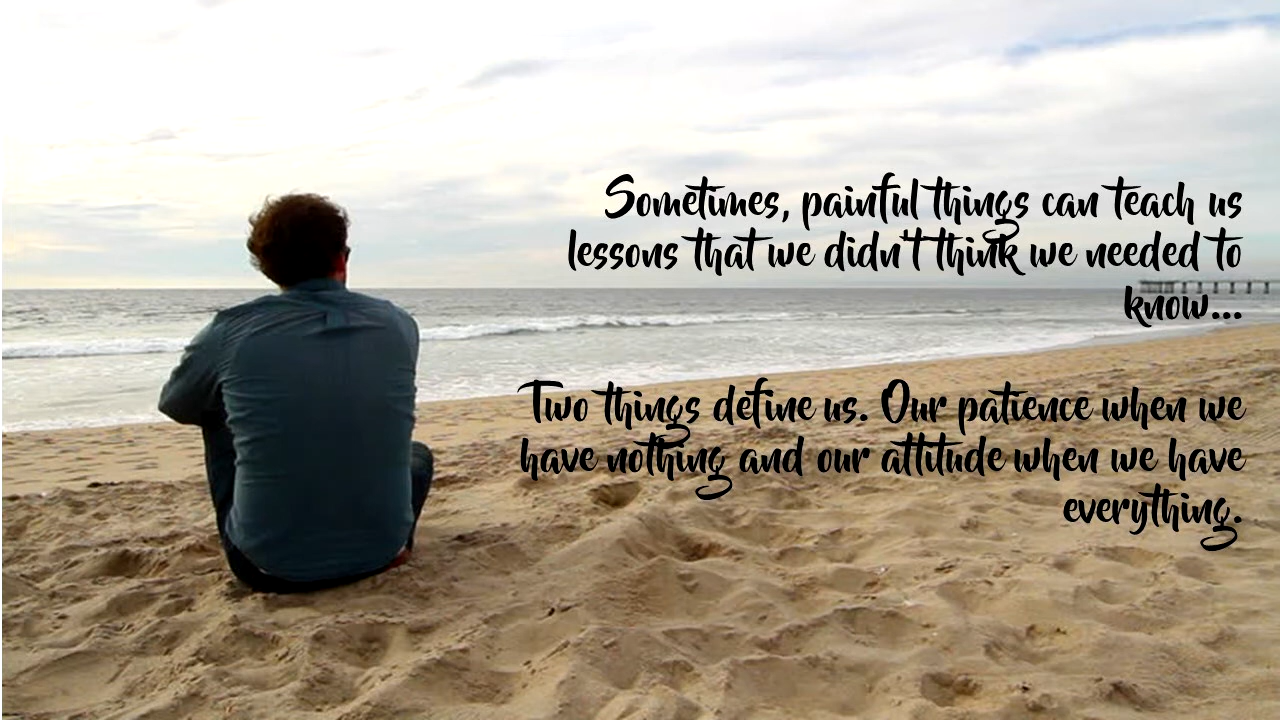 Sometimes, painful things can teach us
lessons that we didn't think we needed to
know...
Two things define us. Our patience when we
have nothing and our attitude when we have
everything.